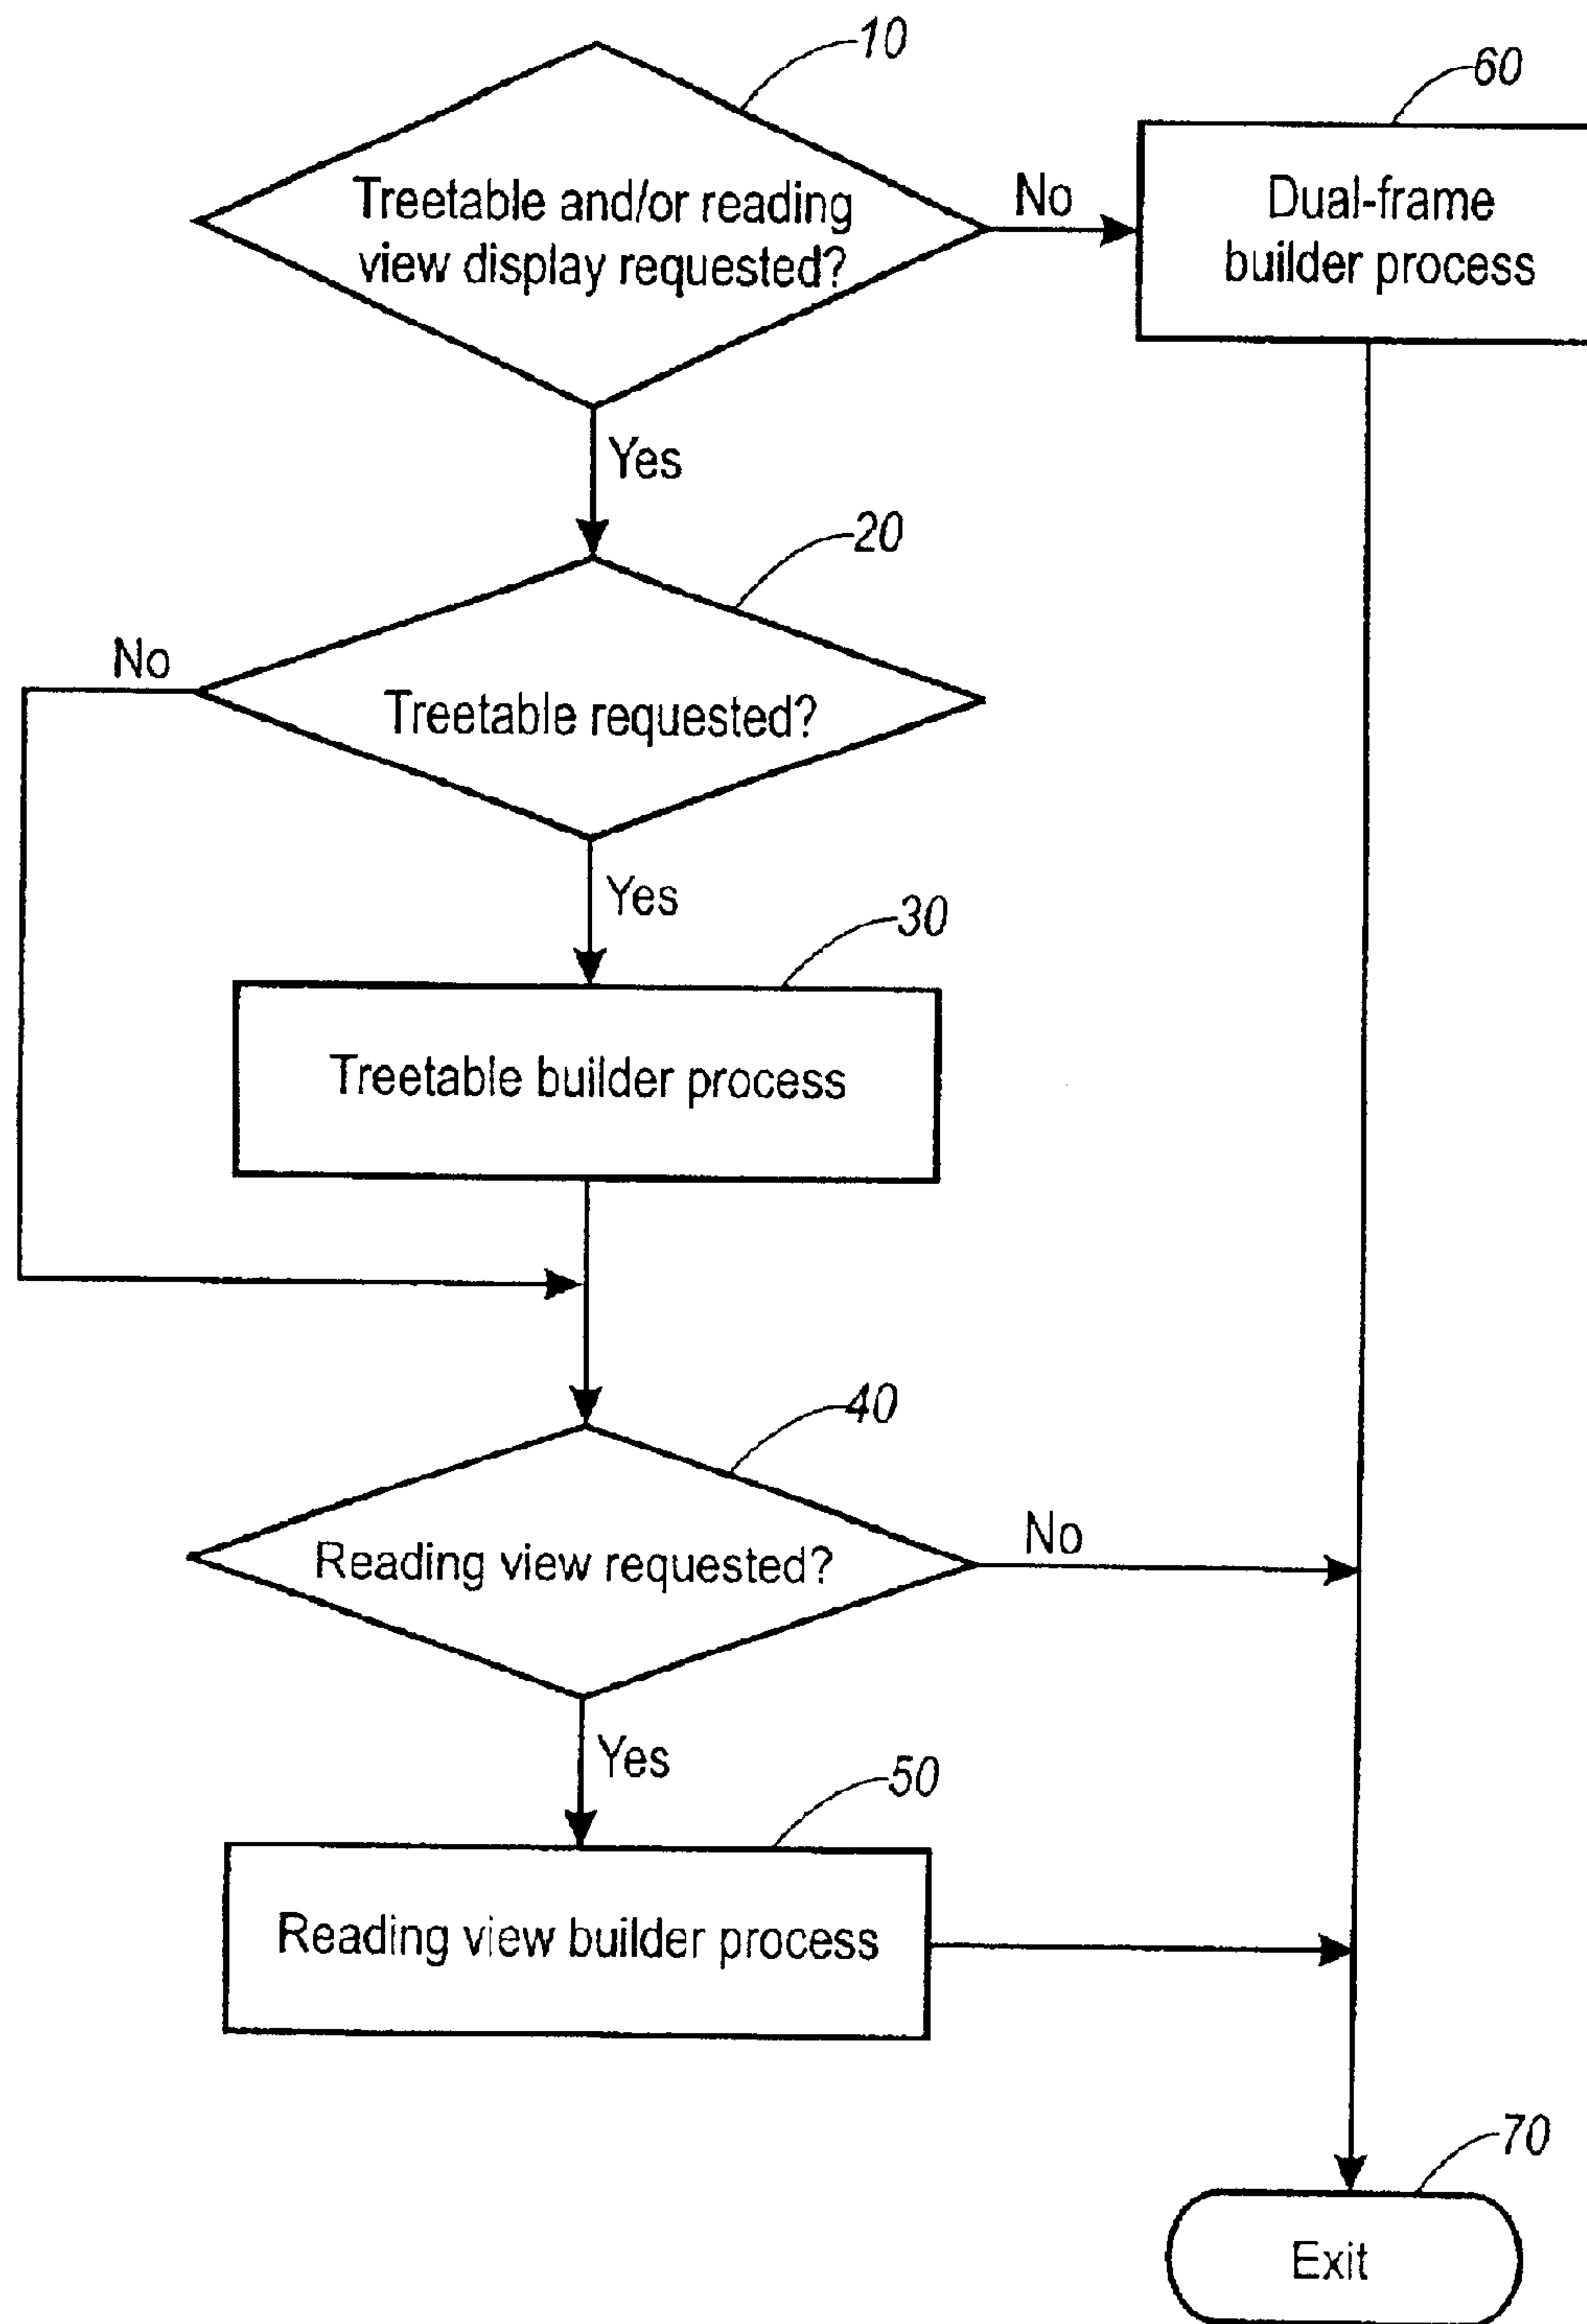 10
60
Treetable and/or reading
view display requested?
No
Dual-frame
builder process
Yes
20
No
Treetable requested?
Yes
30
Treetable builder process
40
Reading view requested?
No
Yes
50
Reading view builder process
70
Exit